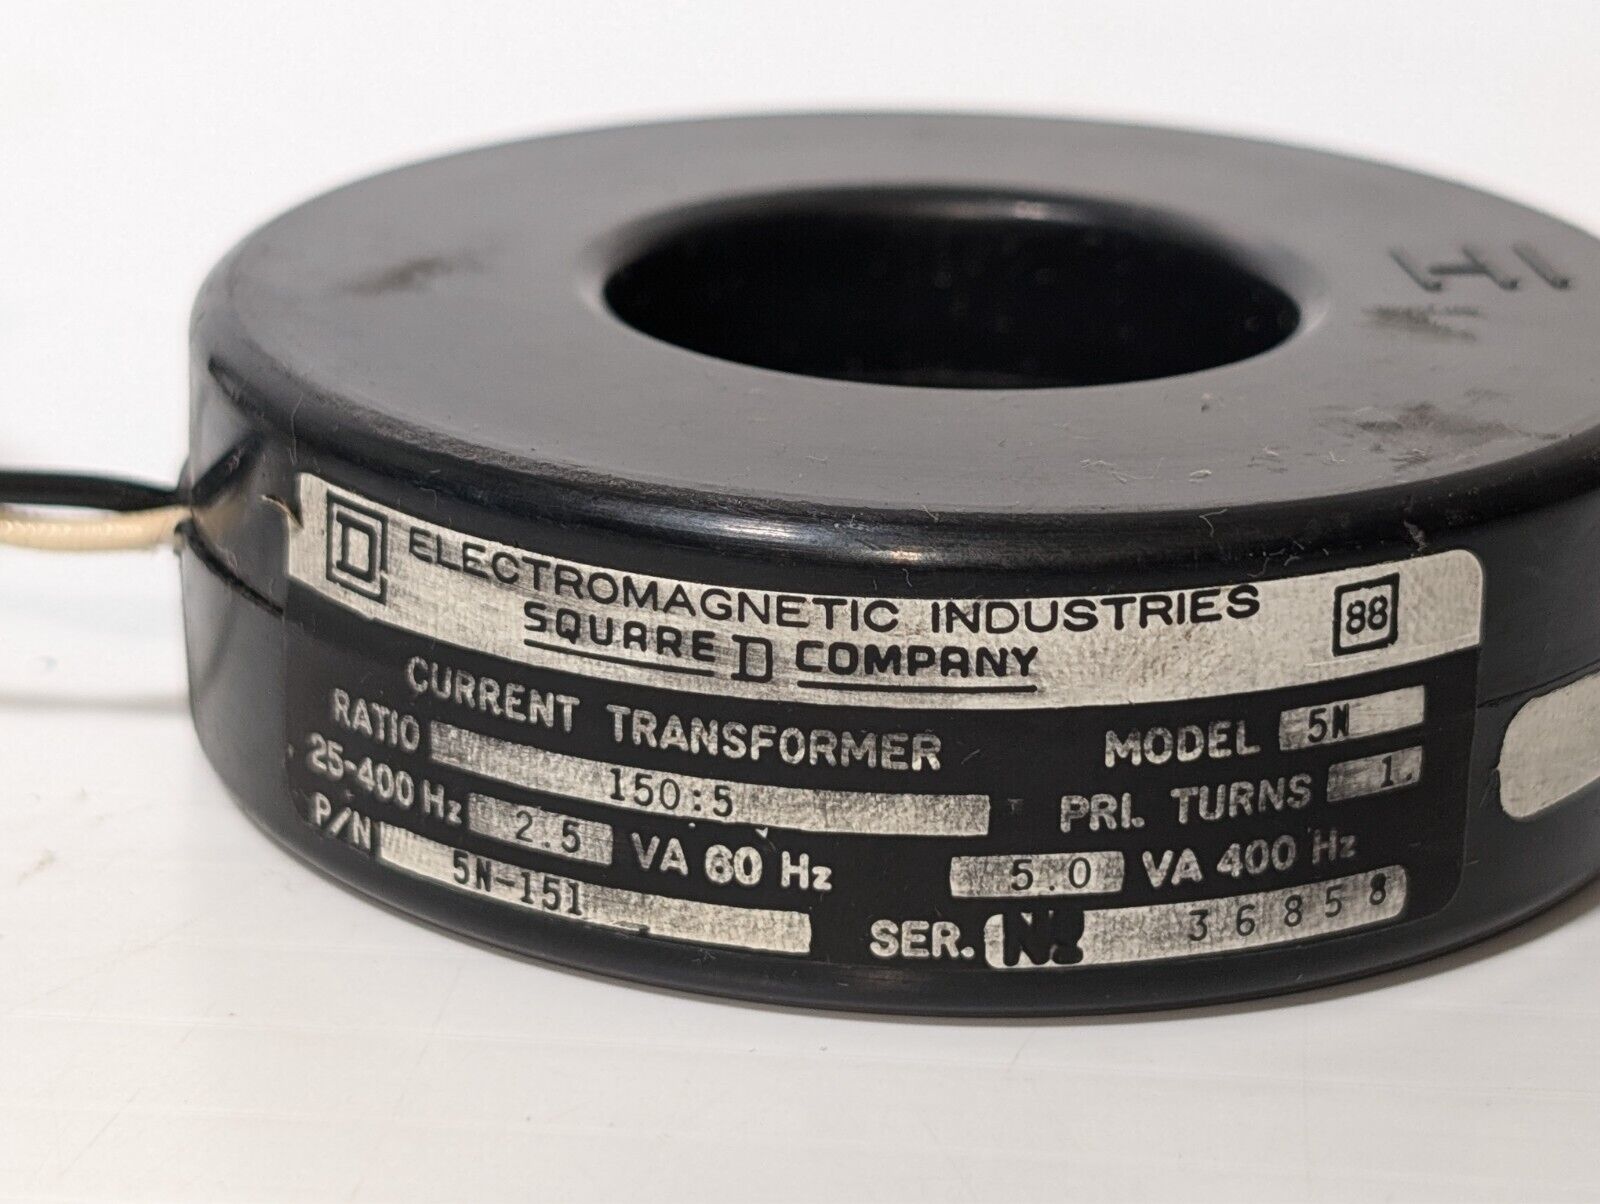 H1
D ELECTROMAGNETIC INDUSTRIES 88
SQUARE D COMPANY
CURRENT TRANSFORMER MODEL 5N
RATIO 150:5 PRI. TURNS 1.
25-400 Hz 2.5 VA 60 Hz 5.0 VA 400 Hz
P/N 5N-151 SER. 36858